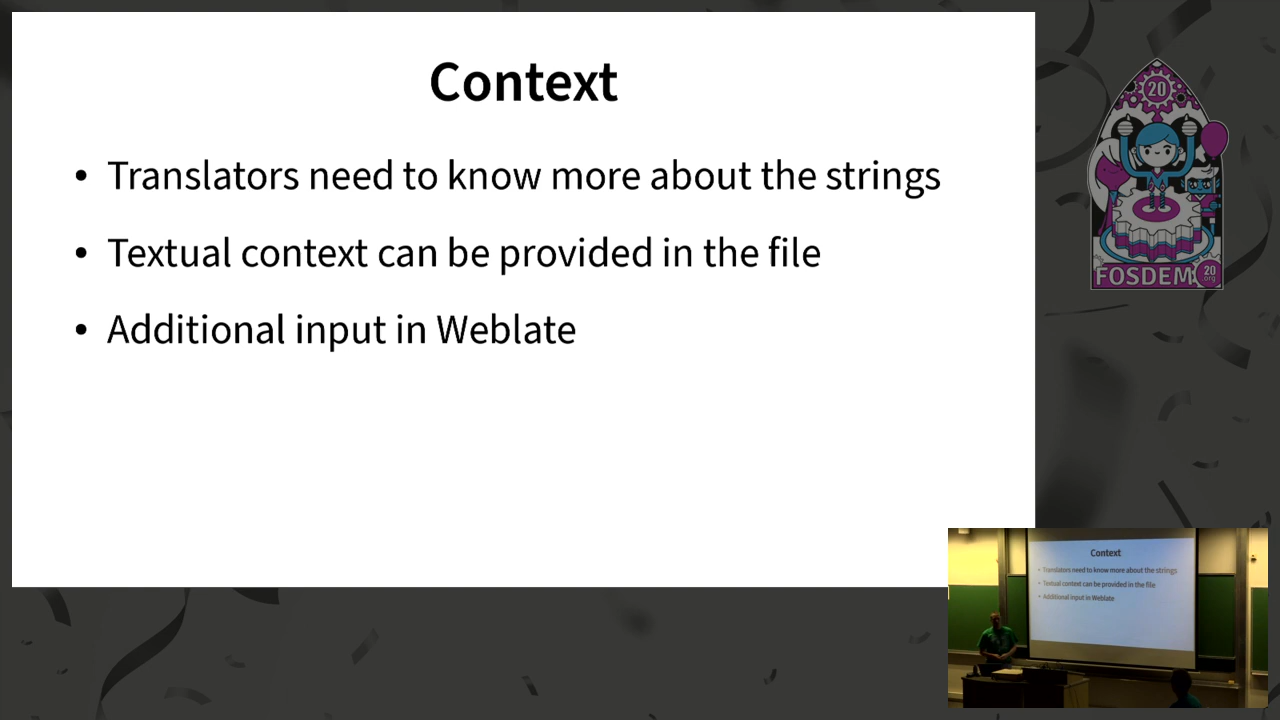 Context
• Translators need to know more about the strings
• Textual context can be provided in the file
• Additional input in Weblate
20
FOSDEM 20
.org
Context
• Translators need to know more about the strings
• Textual context can be provided in the file
• Additional input in Weblate